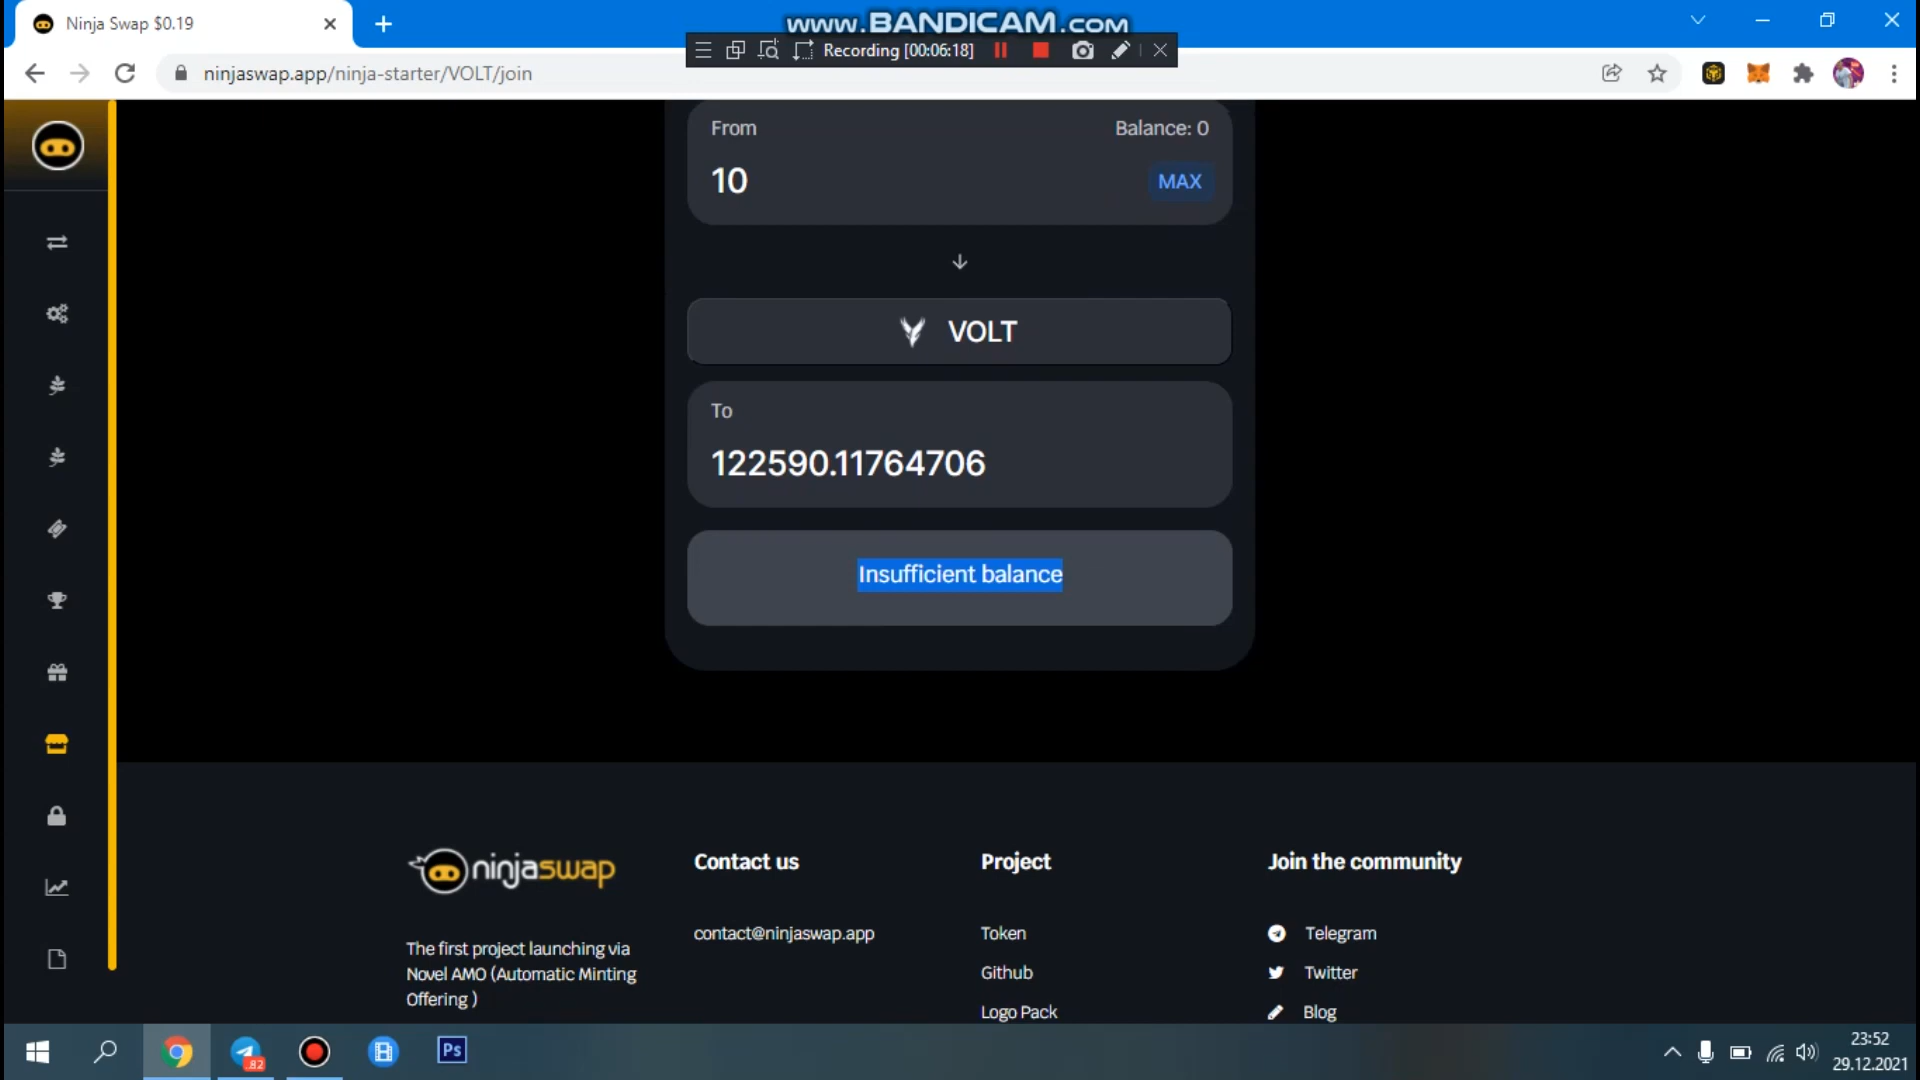 Ninja Swap $0.19
www.BANDICAM.com
Recording [00:06:18]
ninjaswap.app/ninja-starter/VOLT/join
From
Balance: 0
10
MAX
VOLT
To
122590.11764706
Insufficient balance
ninjaswap
The first project launching via
Novel AMO (Automatic Minting
Offering )
Contact us
contact@ninjaswap.app
Project
Token
Github
Logo Pack
Join the community
Telegram
Twitter
Blog
82
Ps
23:52
29.12.2021